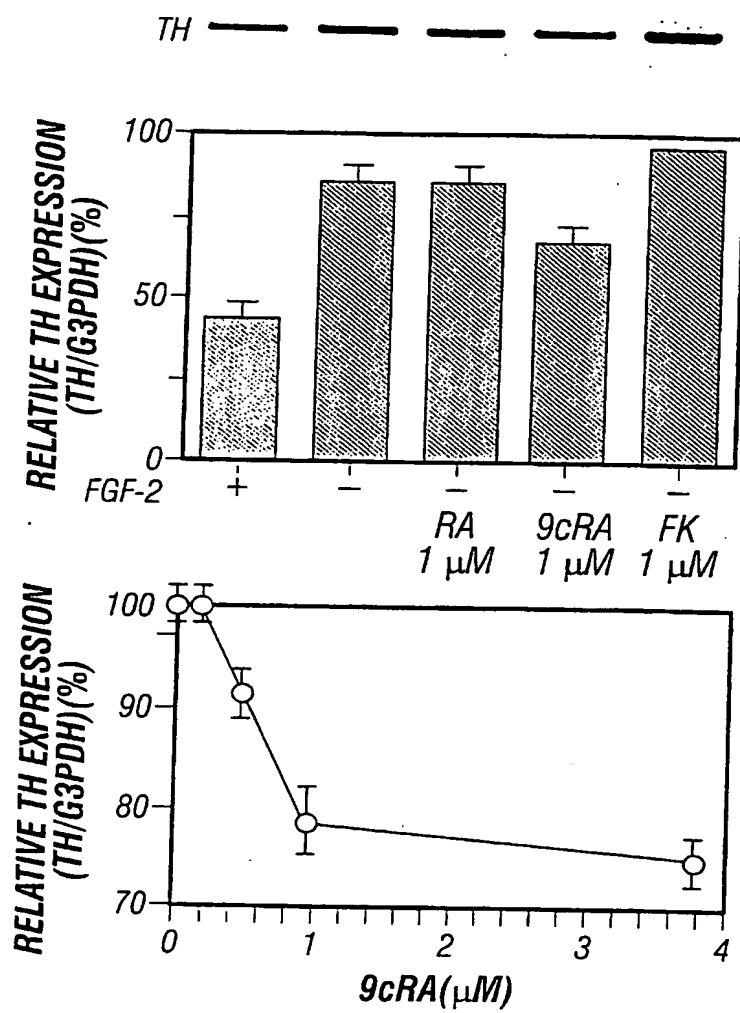 TH
RELATIVE TH EXPRESSION
(TH/G3PDH)(%)
100
50
0
FGF-2 + – – – –
RA 9cRA FK
1 μM 1 μM 1 μM
RELATIVE TH EXPRESSION
(TH/G3PDH)(%)
100
90
80
70
0 1 2 3 4
9cRA(μM)